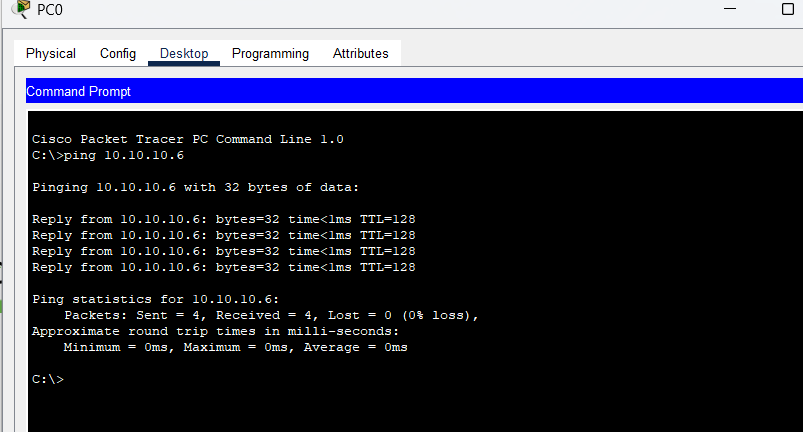 PC0
Physical Config Desktop Programming Attributes
Command Prompt
Cisco Packet Tracer PC Command Line 1.0
C:\>ping 10.10.10.6
Pinging 10.10.10.6 with 32 bytes of data:
Reply from 10.10.10.6: bytes=32 time<1ms TTL=128
Reply from 10.10.10.6: bytes=32 time<1ms TTL=128
Reply from 10.10.10.6: bytes=32 time<1ms TTL=128
Reply from 10.10.10.6: bytes=32 time<1ms TTL=128
Ping statistics for 10.10.10.6:
Packets: Sent = 4, Received = 4, Lost = 0 (0% loss),
Approximate round trip times in milli-seconds:
Minimum = 0ms, Maximum = 0ms, Average = 0ms
C:\>